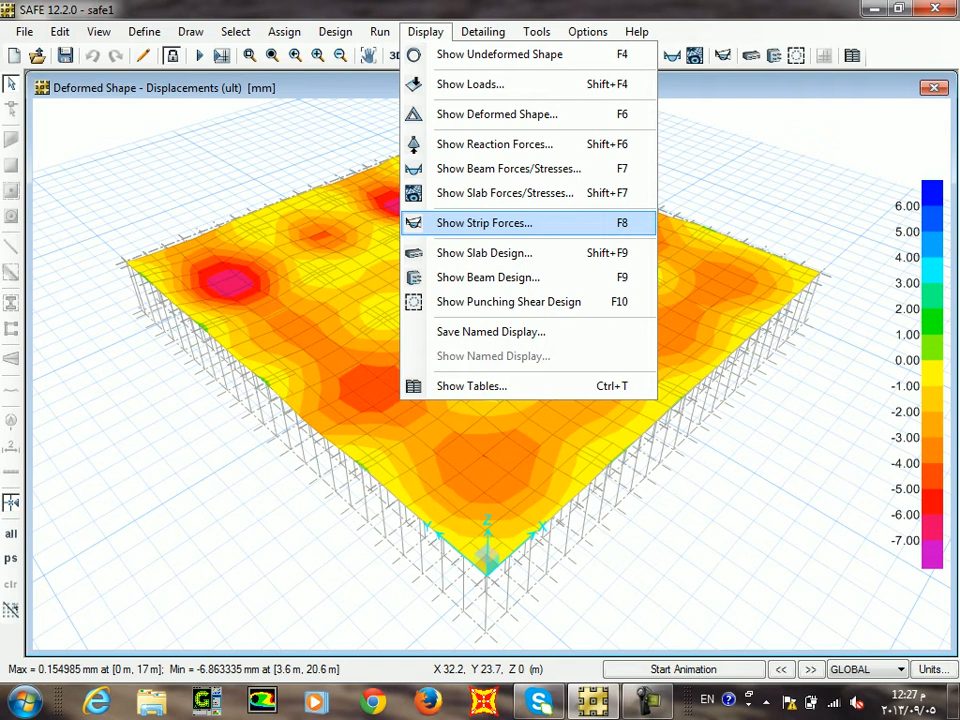 SAFE 12.2.0 - safe1
File Edit View Define Draw Select Assign Design Run Display Detailing Tools Options Help
3D
Deformed Shape - Displacements (ult) [mm]
Show Undeformed Shape F4
Show Loads... Shift+F4
Show Deformed Shape... F6
Show Reaction Forces... Shift+F6
Show Beam Forces/Stresses... F7
Show Slab Forces/Stresses... Shift+F7
Show Strip Forces... F8
Show Slab Design... Shift+F9
Show Beam Design... F9
Show Punching Shear Design F10
Save Named Display...
Show Named Display...
Show Tables... Ctrl+T
6.00
5.00
4.00
3.00
2.00
1.00
0.00
-1.00
-2.00
-3.00
-4.00
-5.00
-6.00
-7.00
Y Z X
all
ps
clr
Max = 0.154985 mm at [0 m, 17 m]; Min = -6.863335 mm at [3.6 m, 20.6 m]
X 32.2, Y 23.7, Z 0 (m)
Start Animation
<< >>
GLOBAL
Units...
EN
12:27 م
٢٠١٣/٠٩/٠٥